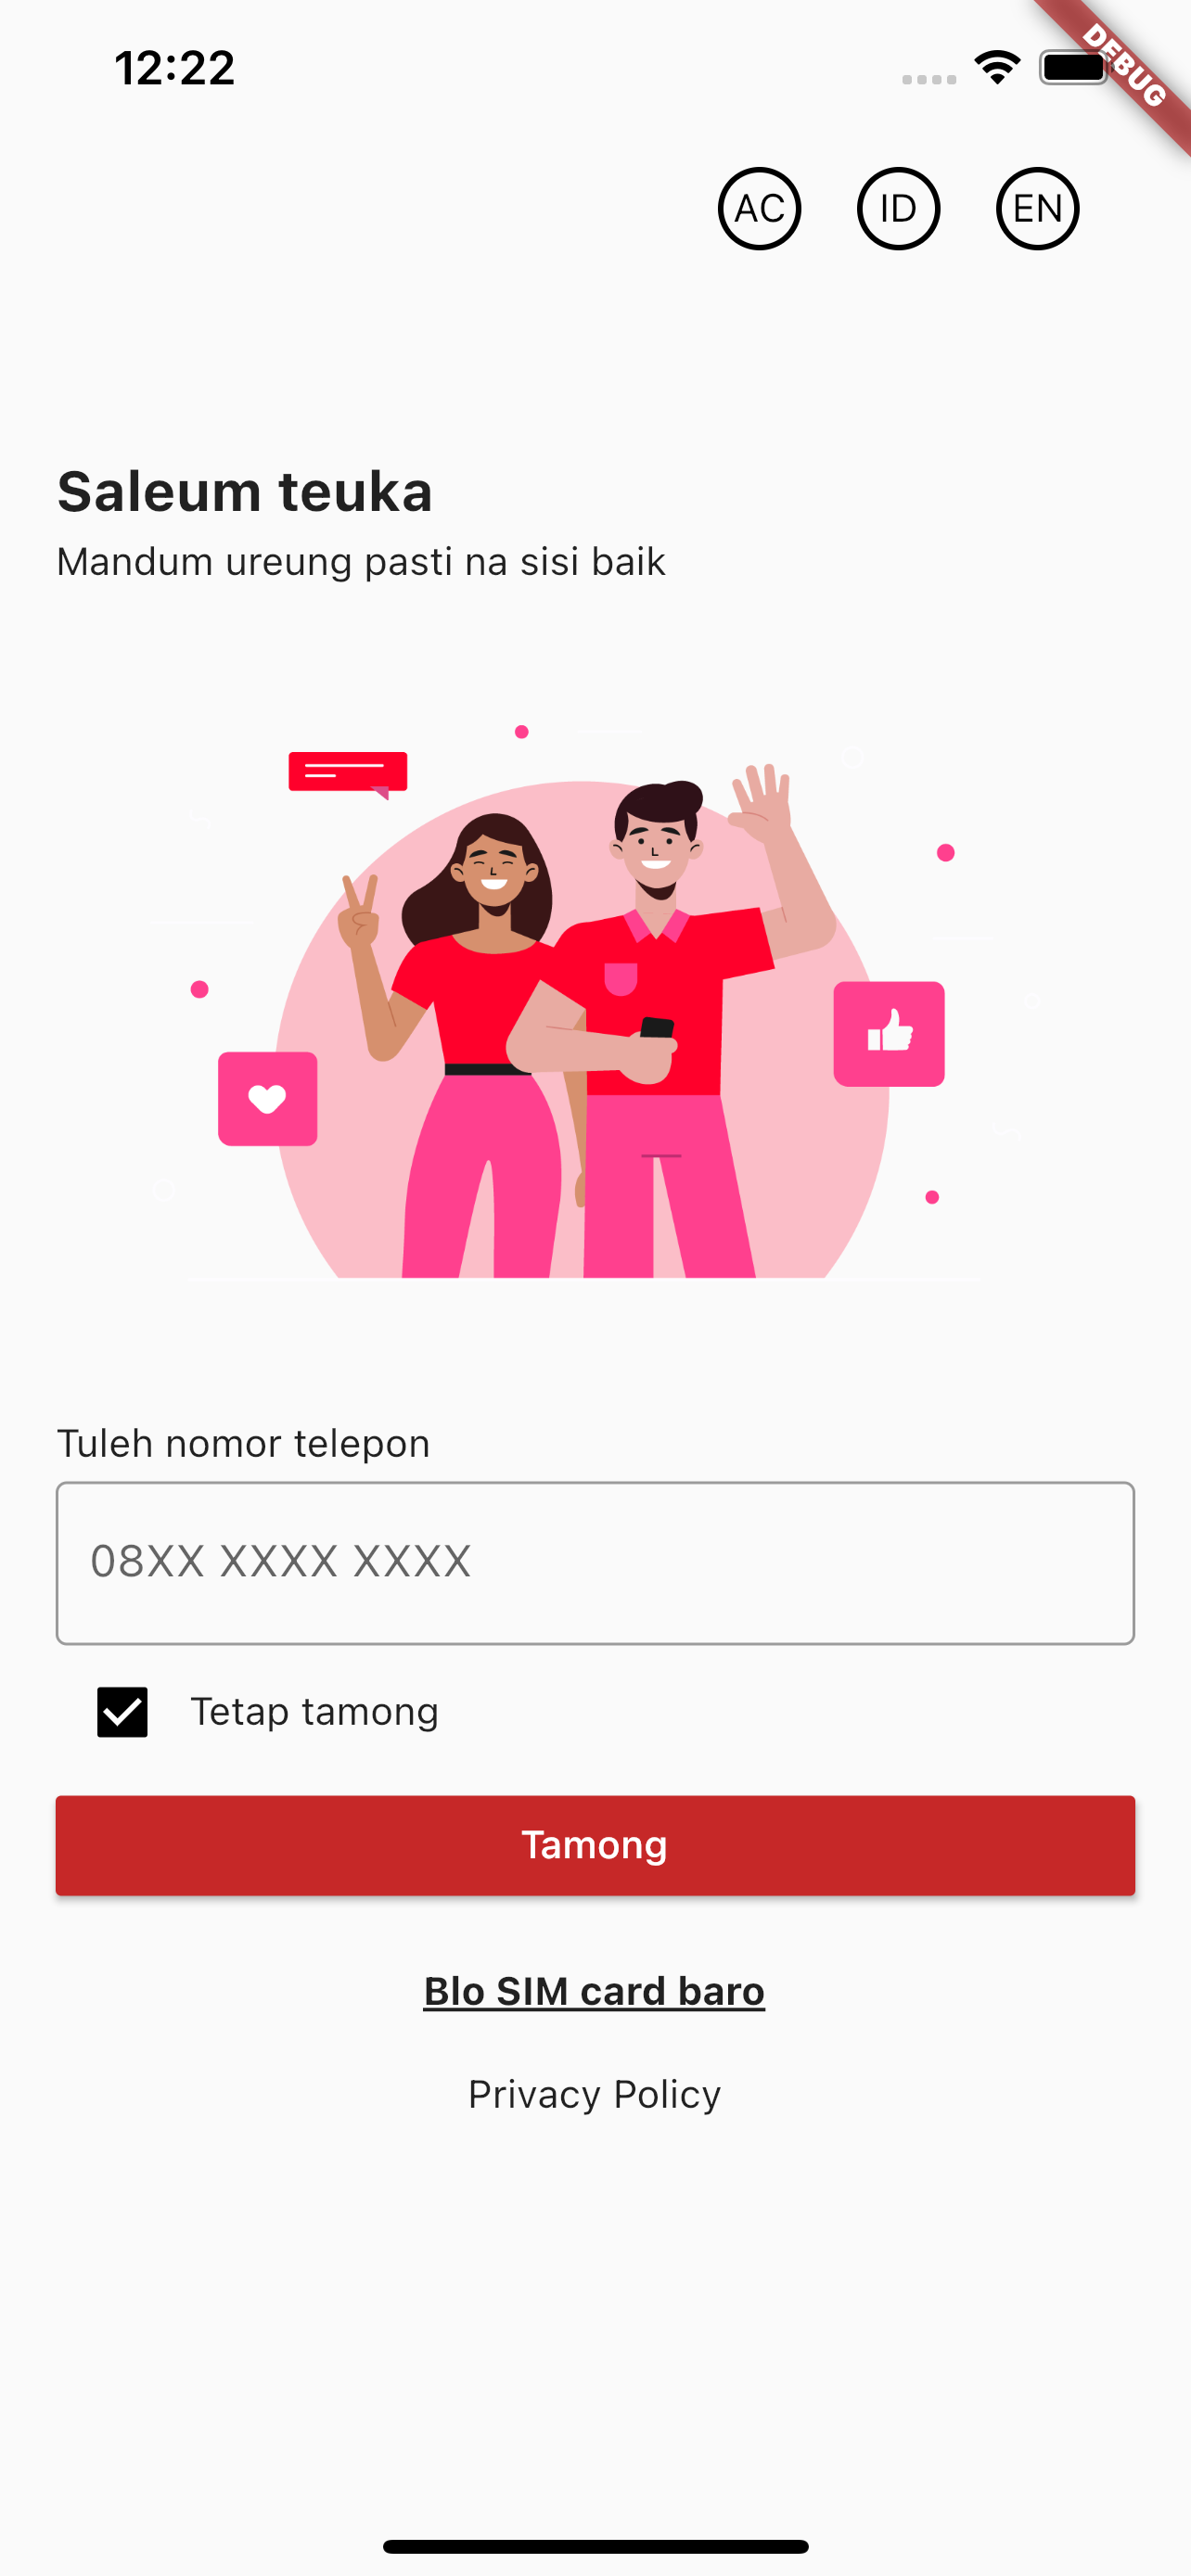 12:22
DEBUG
AC ID EN
Saleum teuka
Mandum ureung pasti na sisi baik
Tuleh nomor telepon
08XX XXXX XXXX
Tetap tamong
Tamong
Blo SIM card baro
Privacy Policy